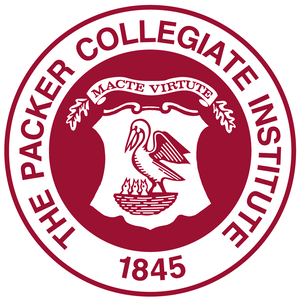 THE PACKER COLLEGIATE INSTITUTE
MACTE VIRTUTE
1845